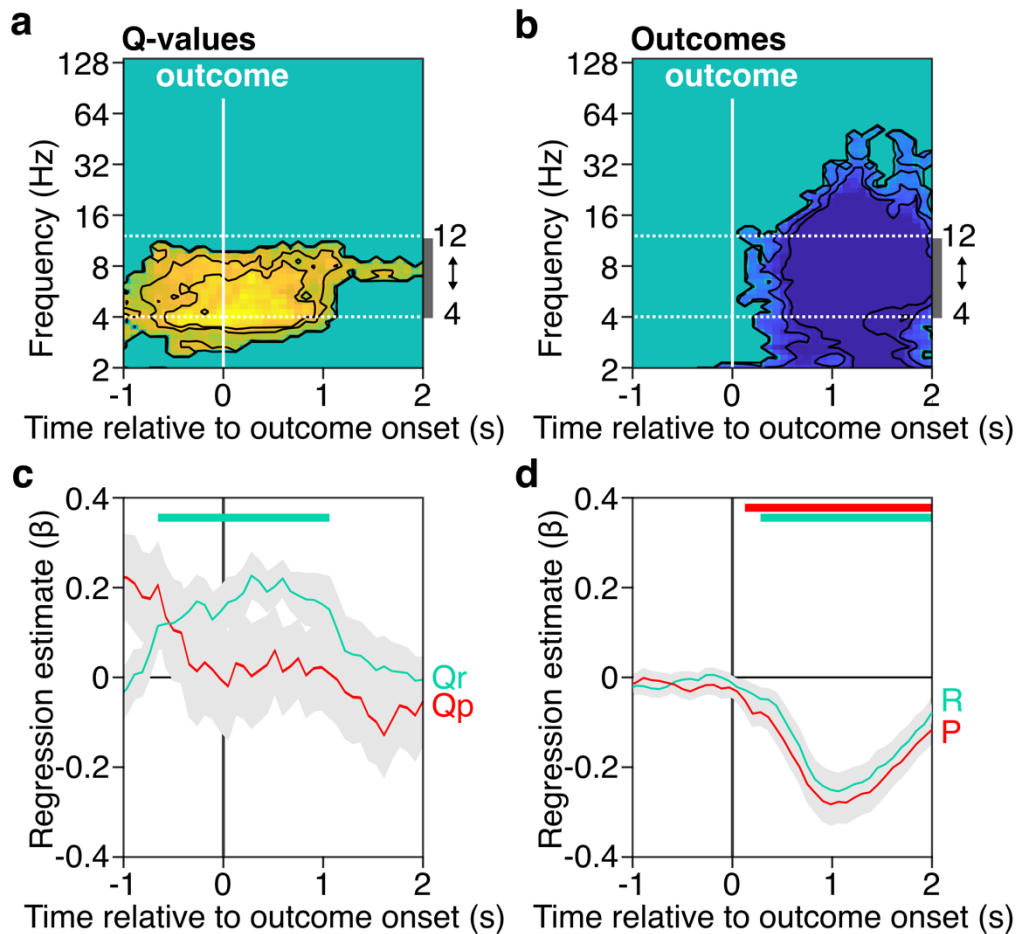 a
Q-values
outcome
Frequency (Hz)
128
64
32
16
8
4
2
12
4
-1 0 1 2
Time relative to outcome onset (s)
b
Outcomes
outcome
Frequency (Hz)
128
64
32
16
8
4
2
12
4
-1 0 1 2
Time relative to outcome onset (s)
c
Regression estimate (β)
0.4
0.2
0
-0.2
-0.4
Qr
Qp
-1 0 1 2
Time relative to outcome onset (s)
d
Regression estimate (β)
0.4
0.2
0
-0.2
-0.4
R
P
-1 0 1 2
Time relative to outcome onset (s)